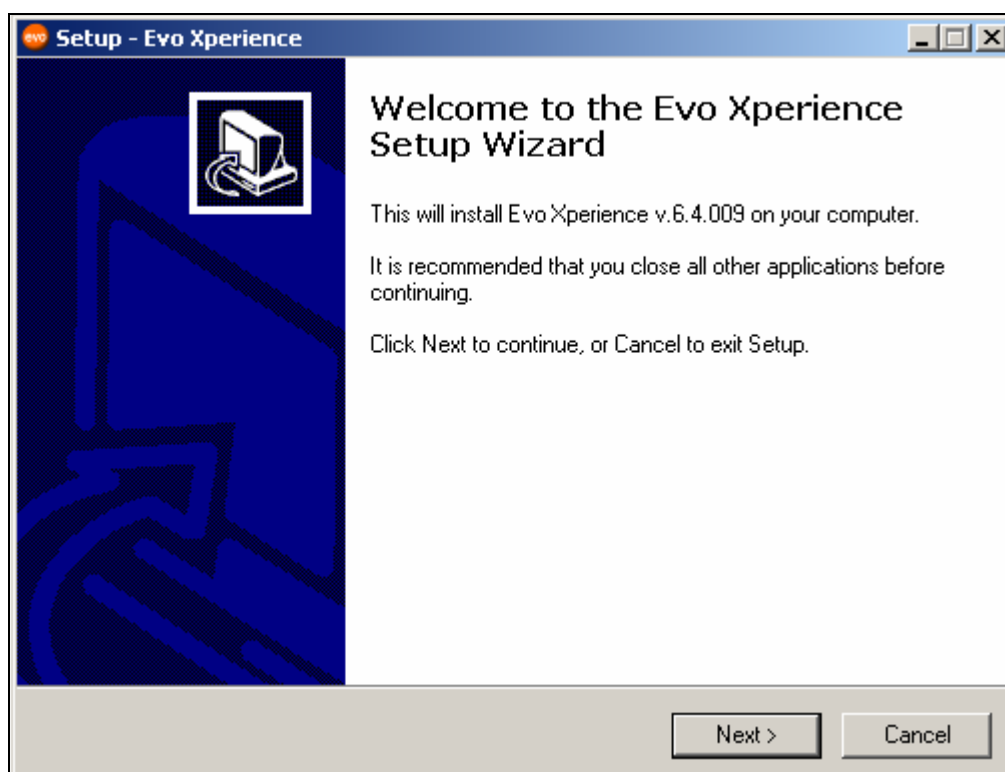 evo Setup - Evo Xperience
Welcome to the Evo Xperience
Setup Wizard
This will install Evo Xperience v.6.4.009 on your computer.
It is recommended that you close all other applications before
continuing.
Click Next to continue, or Cancel to exit Setup.
Next >
Cancel